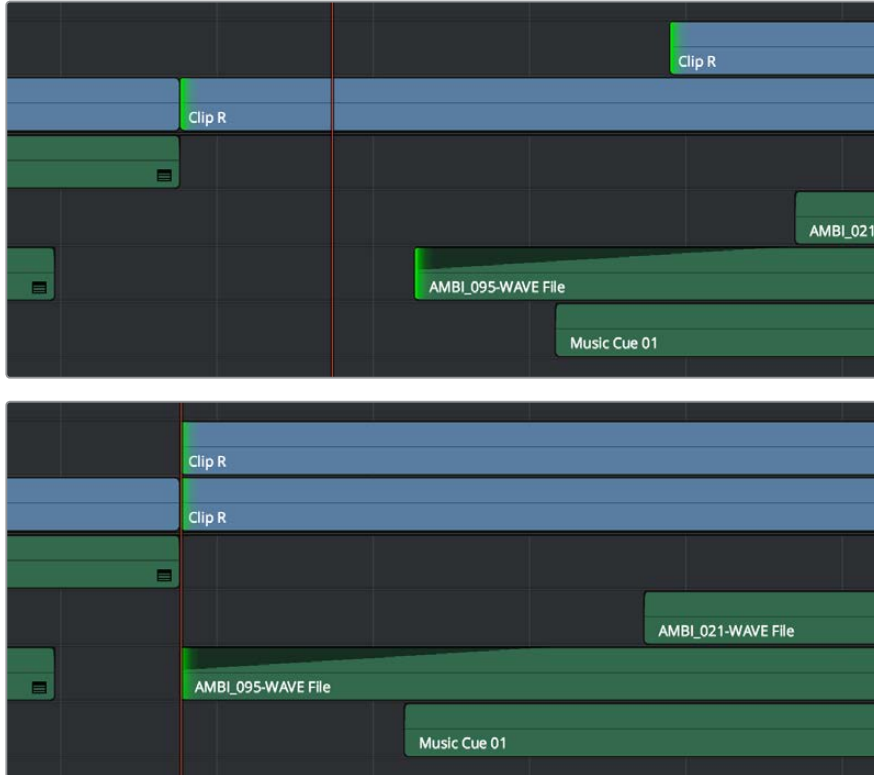 Clip R
Clip R
AMBI_021
AMBI_095-WAVE File
Music Cue 01
Clip R
Clip R
AMBI_021-WAVE File
AMBI_095-WAVE File
Music Cue 01